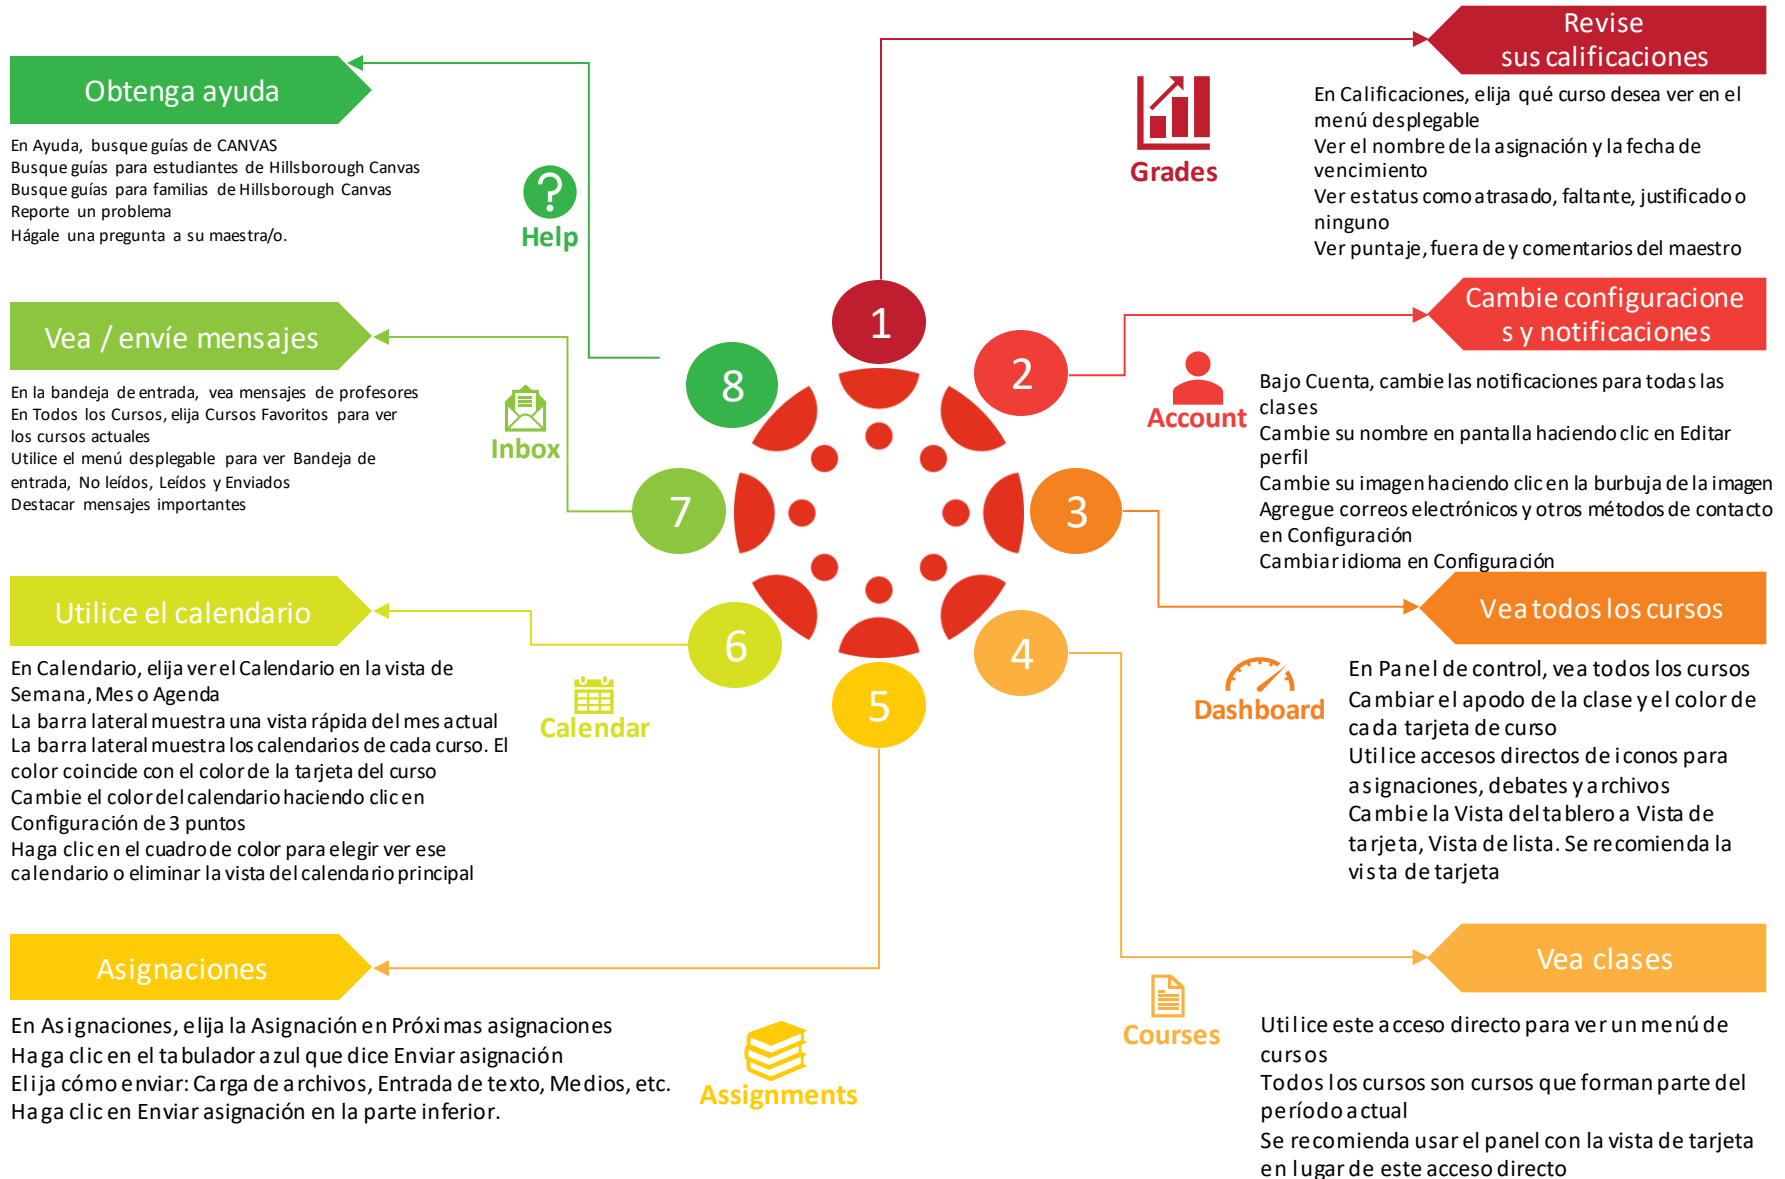 Revise
sus calificaciones
Grades
En Calificaciones, elija qué curso desea ver en el
menú desplegable
Ver el nombre de la asignación y la fecha de
vencimiento
Ver estatus como atrasado, faltante, justificado o
ninguno
Ver puntaje, fuera de y comentarios del maestro
1
Cambie configuracione
s y notificaciones
2
Account
Bajo Cuenta, cambie las notificaciones para todas las
clases
Cambie su nombre en pantalla haciendo clic en Editar
perfil
Cambie su imagen haciendo clic en la burbuja de la imagen
Agregue correos electrónicos y otros métodos de contacto
en Configuración
Cambiar idioma en Configuración
3
Vea todos los cursos
Dashboard
En Panel de control, vea todos los cursos
Cambiar el apodo de la clase y el color de
cada tarjeta de curso
Utilice accesos directos de iconos para
asignaciones, debates y archivos
Cambie la Vista del tablero a Vista de
tarjeta, Vista de lista. Se recomienda la
vista de tarjeta
4
Vea clases
Courses
Utilice este acceso directo para ver un menú de
cursos
Todos los cursos son cursos que forman parte del
período actual
Se recomienda usar el panel con la vista de tarjeta
en lugar de este acceso directo
5
Asignaciones
En Asignaciones, elija la Asignación en Próximas asignaciones
Haga clic en el tabulador azul que dice Enviar asignación
Elija cómo enviar: Carga de archivos, Entrada de texto, Medios, etc.
Haga clic en Enviar asignación en la parte inferior.
Assignments
6
Utilice el calendario
En Calendario, elija ver el Calendario en la vista de
Semana, Mes o Agenda
La barra lateral muestra una vista rápida del mes actual
La barra lateral muestra los calendarios de cada curso. El
color coincide con el color de la tarjeta del curso
Cambie el color del calendario haciendo clic en
Configuración de 3 puntos
Haga clic en el cuadro de color para elegir ver ese
calendario o eliminar la vista del calendario principal
Calendar
7
Vea / envíe mensajes
En la bandeja de entrada, vea mensajes de profesores
En Todos los Cursos, elija Cursos Favoritos para ver
los cursos actuales
Utilice el menú desplegable para ver Bandeja de
entrada, No leídos, Leídos y Enviados
Destacar mensajes importantes
Inbox
8
Obtenga ayuda
En Ayuda, busque guías de CANVAS
Busque guías para estudiantes de Hillsborough Canvas
Busque guías para familias de Hillsborough Canvas
Reporte un problema
Hágale una pregunta a su maestra/o.
?
Help